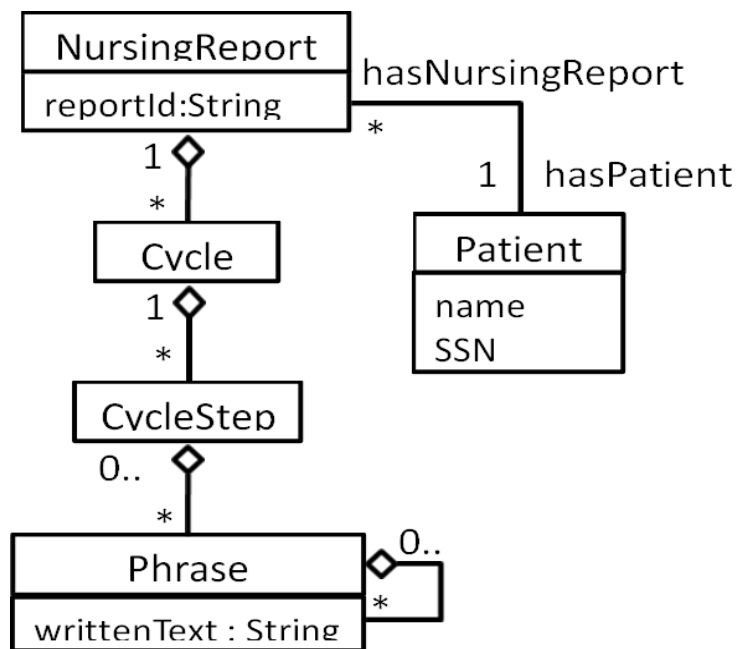 NursingReport
reportId:String
hasNursingReport
*
1
hasPatient
Patient
name
SSN
1
*
Cycle
1
*
CycleStep
0..
*
Phrase
writtenText : String
0..
*